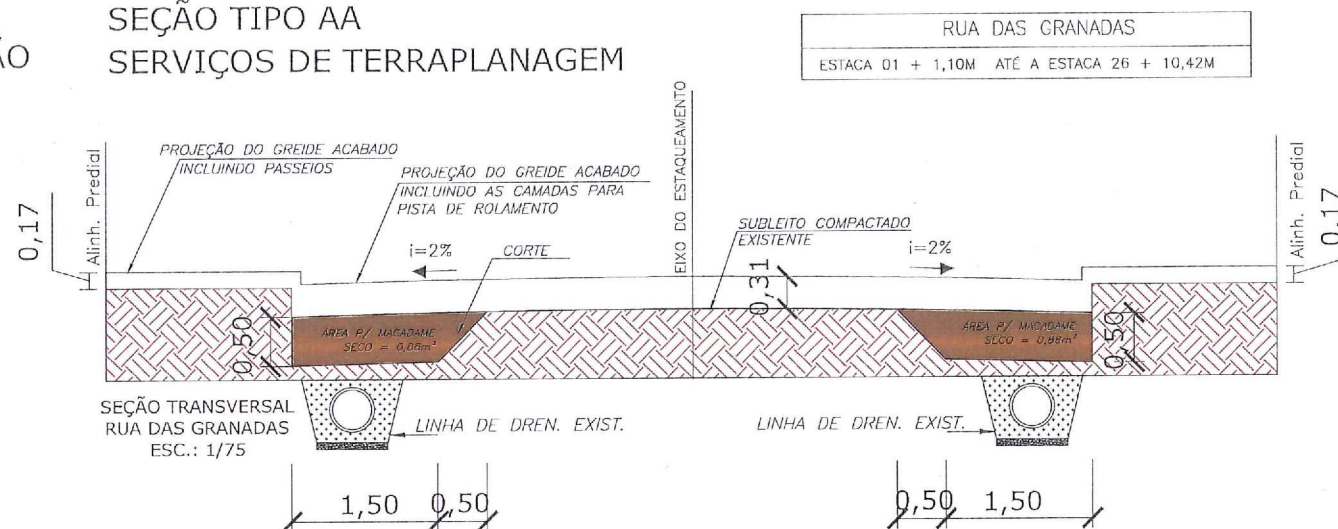 SEÇÃO TIPO AA
ÃO
SERVIÇOS DE TERRAPLANAGEM
RUA DAS GRANADAS
ESTACA 01 + 1,10M ATÉ A ESTACA 26 + 10,42M
0,17
Alinh. Predial
PROJEÇÃO DO GREIDE ACABADO
INCLUINDO PASSEIOS
PROJEÇÃO DO GREIDE ACABADO
INCLUINDO AS CAMADAS PARA
PISTA DE ROLAMENTO
i=2%
CORTE
EIXO DO ESTAQUEAMENTO
SUBLEITO COMPACTADO
EXISTENTE
i=2%
0,31
Alinh. Predial
0,17
0,50
ÁREA P/ MACADAME
SECO = 0,88m²
ÁREA P/ MACADAME
SECO = 0,88m²
0,50
SEÇÃO TRANSVERSAL
RUA DAS GRANADAS
ESC.: 1/75
LINHA DE DREN. EXIST.
LINHA DE DREN. EXIST.
1,50
0,50
0,50
1,50